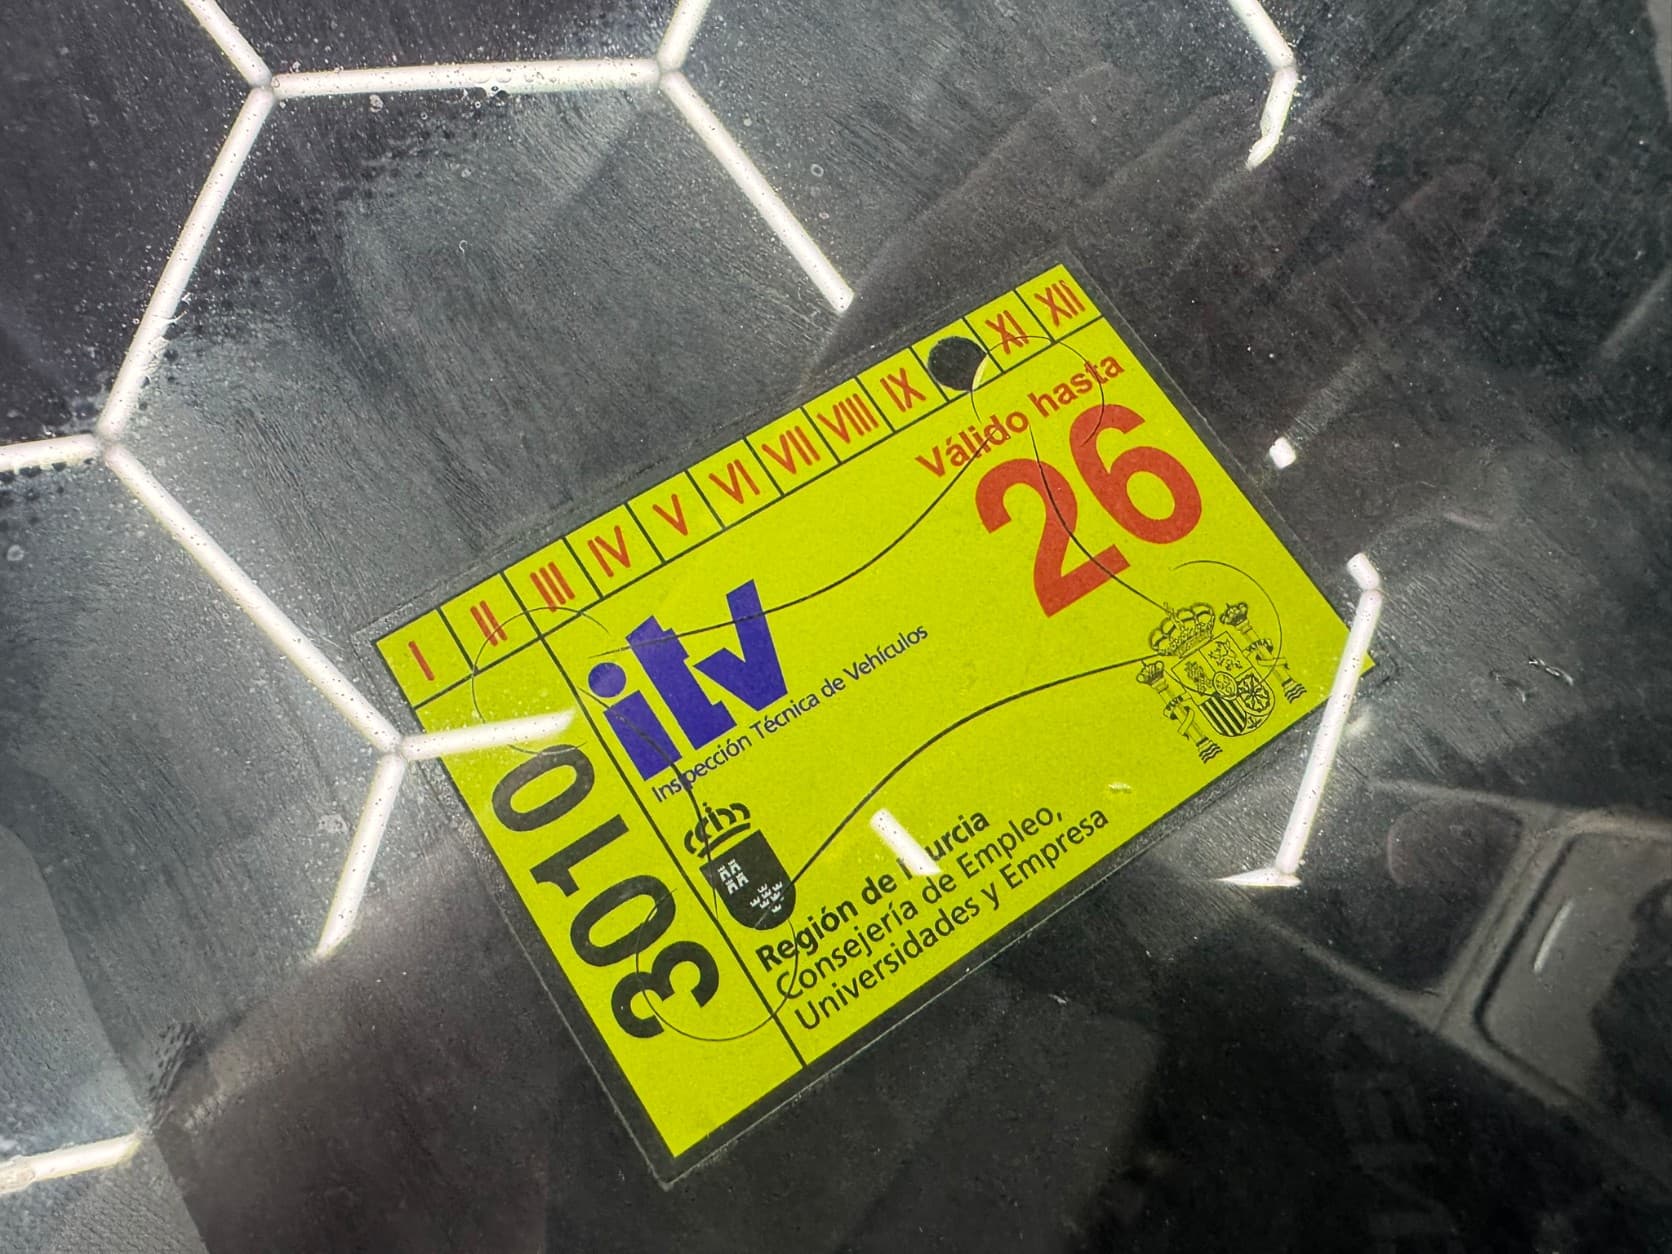 I II III IV V VI VII VIII IX XI XII
Válido hasta
26
itv
Inspección Técnica de Vehículos
3010
Región de Murcia
Consejería de Empleo,
Universidades y Empresa